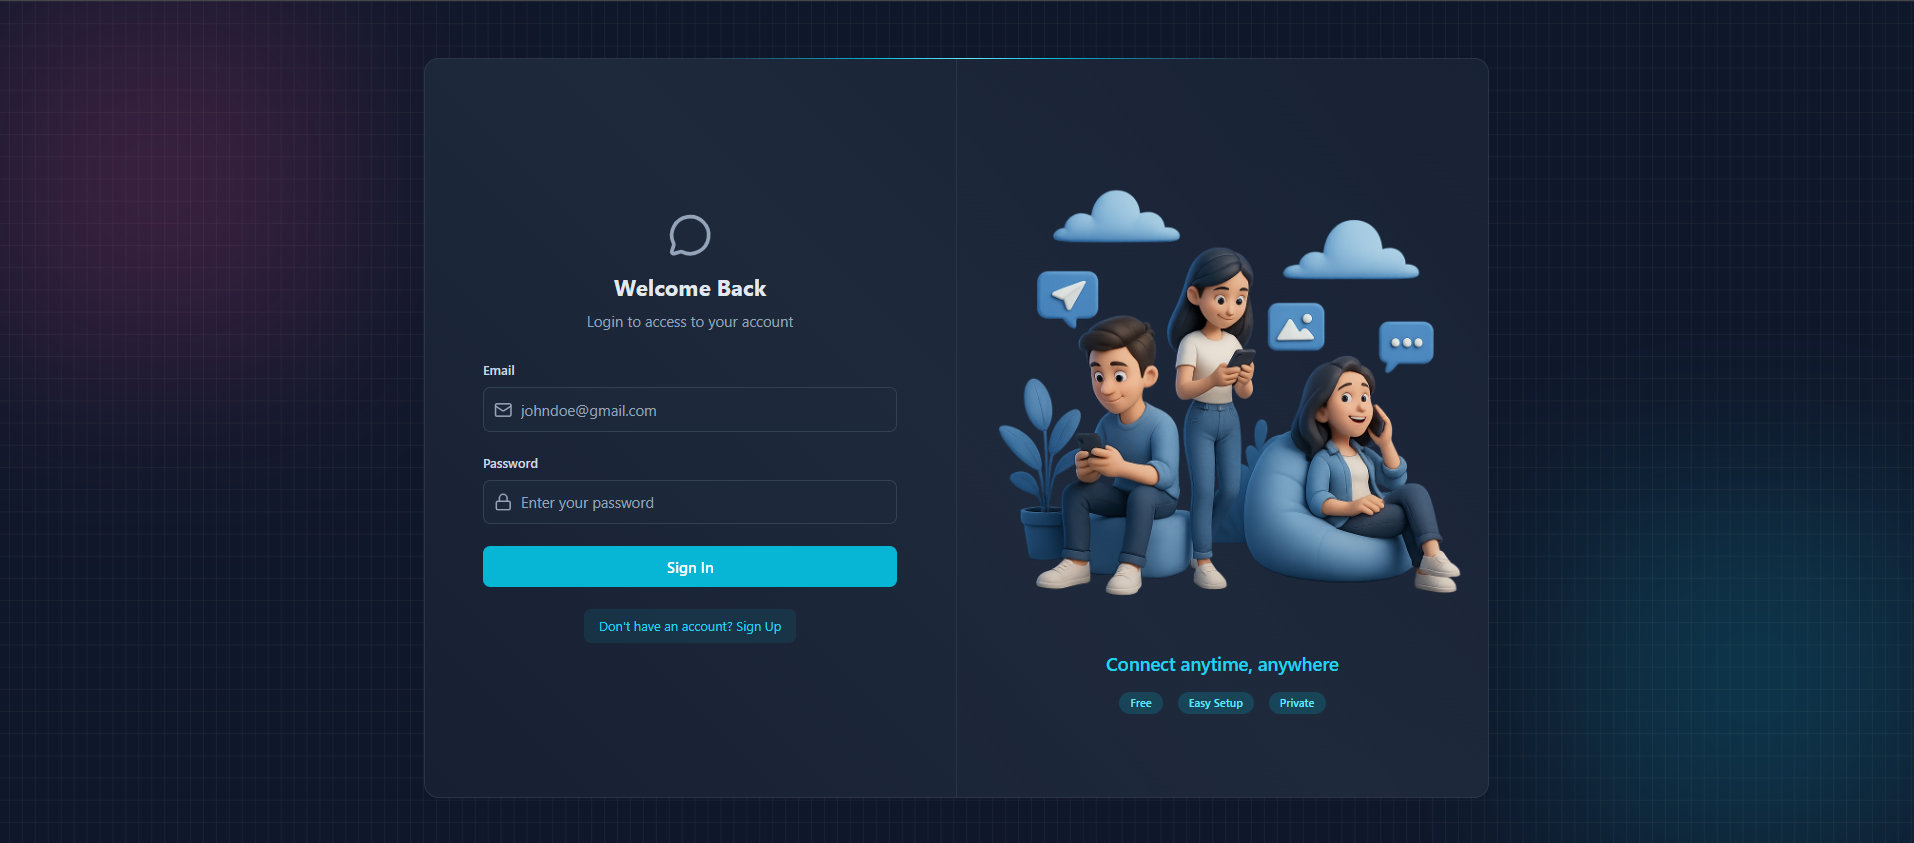 Welcome Back
Login to access to your account
Email
johndoe@gmail.com
Password
Enter your password
Sign In
Don't have an account? Sign Up
Connect anytime, anywhere
Free
Easy Setup
Private